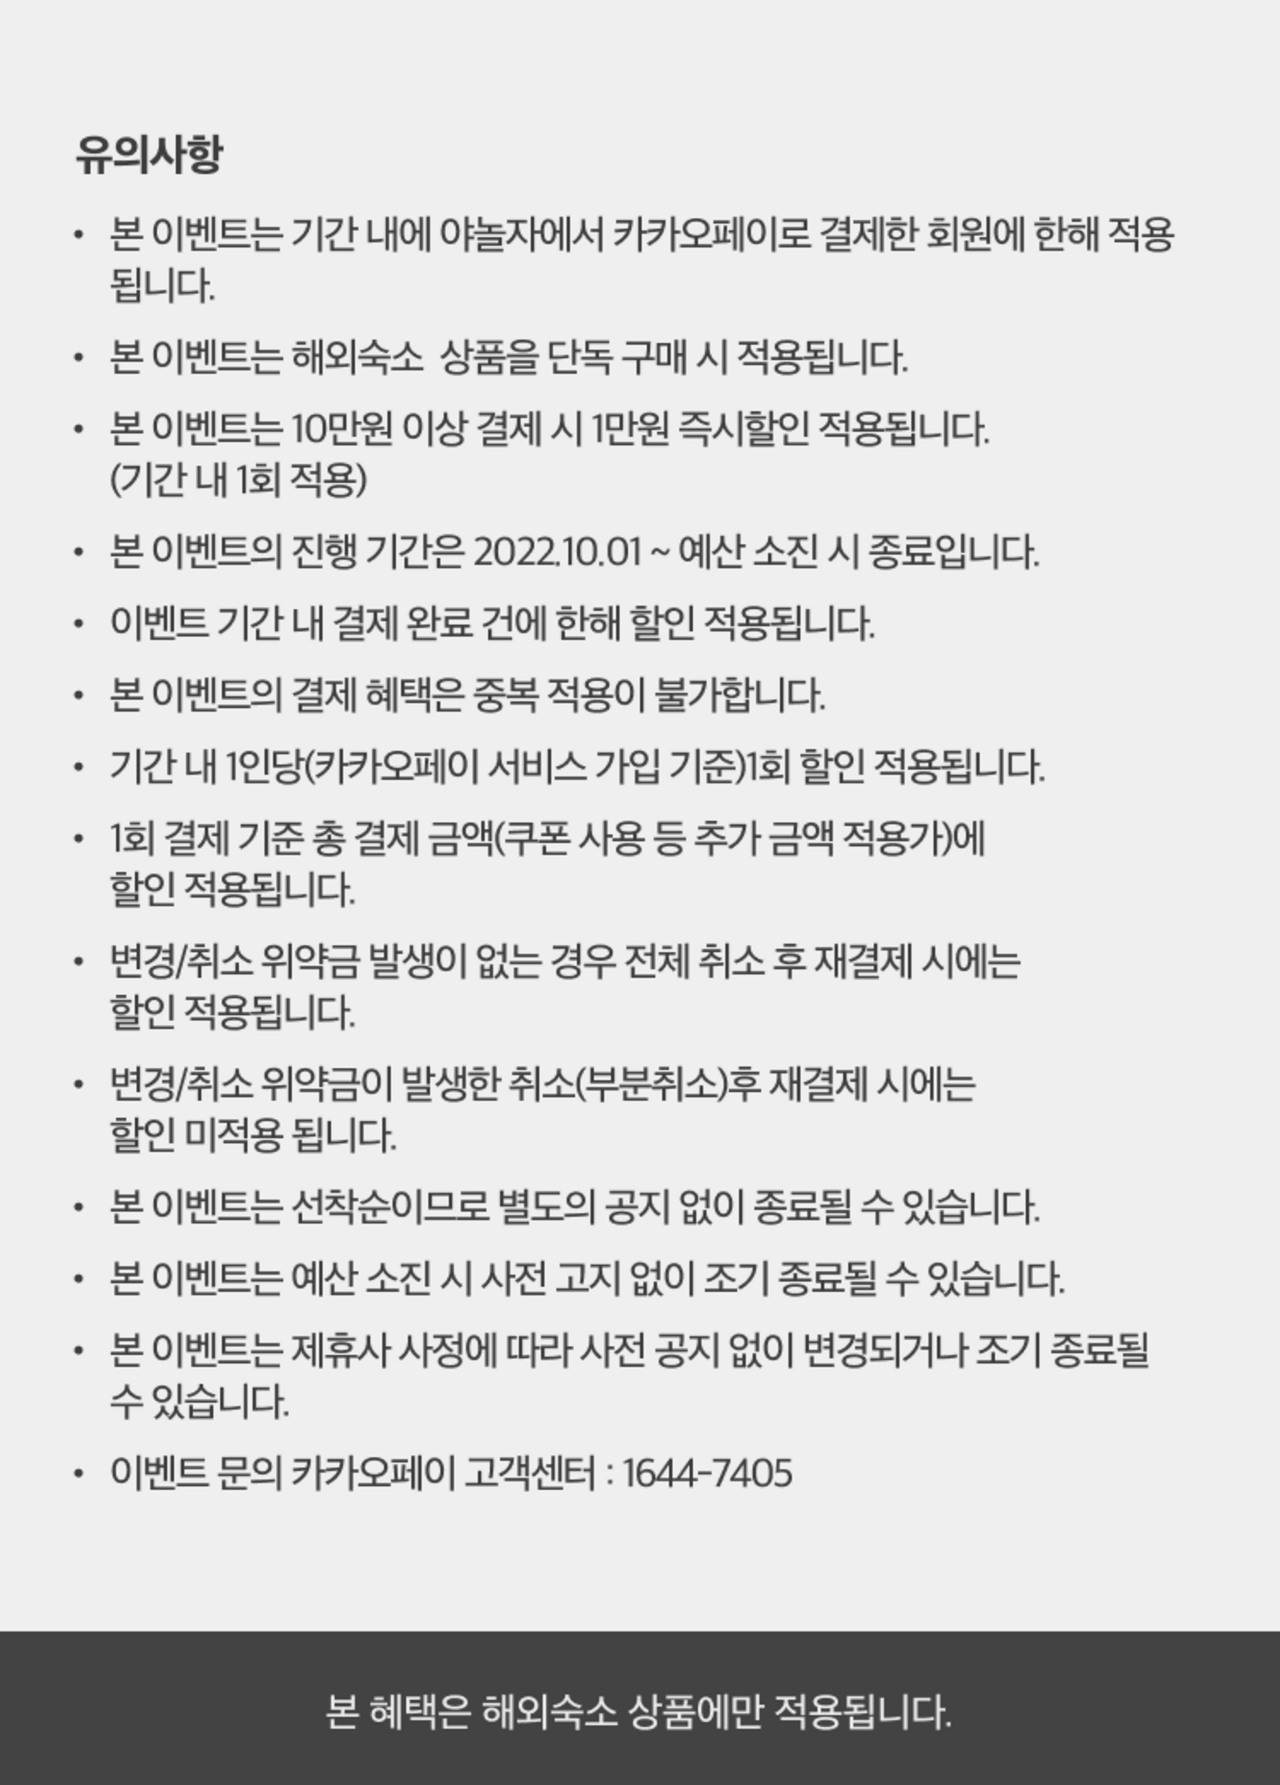 유의사항
• 본 이벤트는 기간 내에 야놀자에서 카카오페이로 결제한 회원에 한해 적용
됩니다.
• 본 이벤트는 해외숙소 상품을 단독 구매 시 적용됩니다.
• 본 이벤트는 10만원 이상 결제 시 1만원 즉시할인 적용됩니다.
(기간 내 1회 적용)
• 본 이벤트의 진행 기간은 2022.10.01 ~ 예산 소진 시 종료입니다.
• 이벤트 기간 내 결제 완료 건에 한해 할인 적용됩니다.
• 본 이벤트의 결제 혜택은 중복 적용이 불가합니다.
• 기간 내 1인당(카카오페이 서비스 가입 기준)1회 할인 적용됩니다.
• 1회 결제 기준 총 결제 금액(쿠폰 사용 등 추가 금액 적용가)에
할인 적용됩니다.
• 변경/취소 위약금 발생이 없는 경우 전체 취소 후 재결제 시에는
할인 적용됩니다.
• 변경/취소 위약금이 발생한 취소(부분취소)후 재결제 시에는
할인 미적용 됩니다.
• 본 이벤트는 선착순이므로 별도의 공지 없이 종료될 수 있습니다.
• 본 이벤트는 예산 소진 시 사전 고지 없이 조기 종료될 수 있습니다.
• 본 이벤트는 제휴사 사정에 따라 사전 공지 없이 변경되거나 조기 종료될
수 있습니다.
• 이벤트 문의 카카오페이 고객센터 : 1644-7405
본 혜택은 해외숙소 상품에만 적용됩니다.